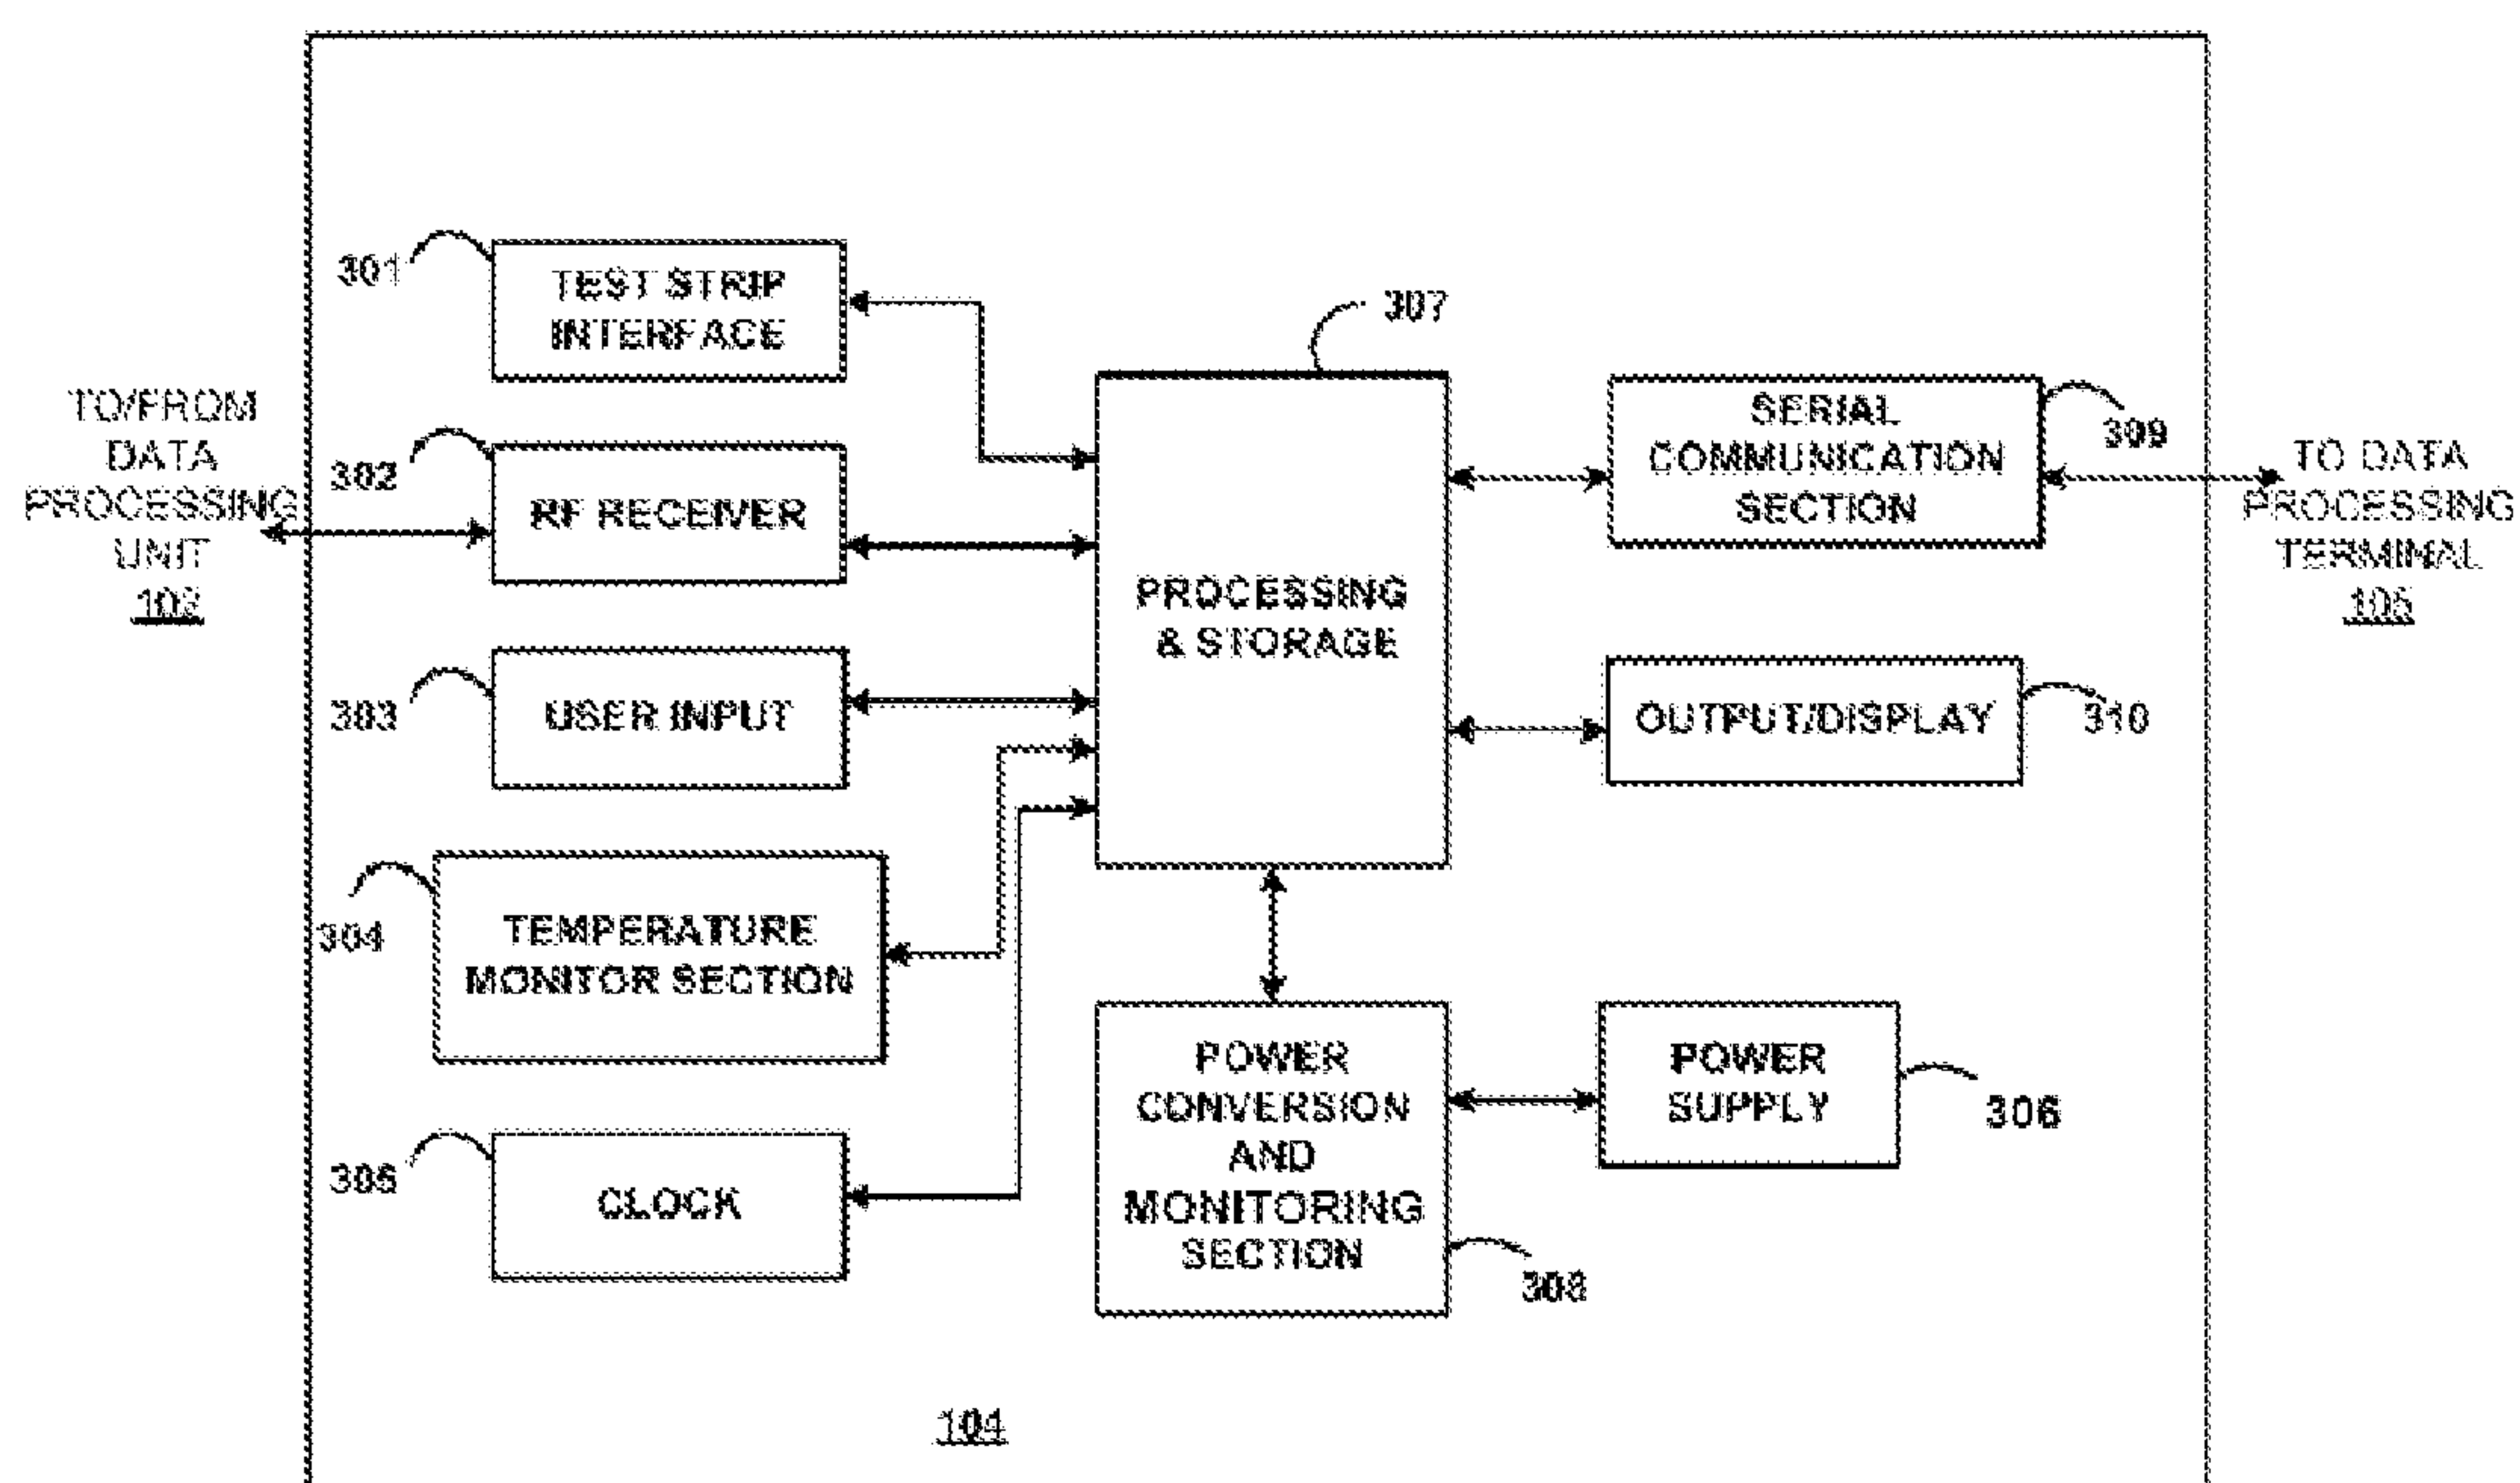 301
TEST STRIP
INTERFACE
307
TO/FROM
DATA
PROCESSING
UNIT
102
302
RF RECEIVER
PROCESSING
& STORAGE
SERIAL
COMMUNICATION
SECTION
309
TO DATA
PROCESSING
TERMINAL
105
303
USER INPUT
OUTPUT/DISPLAY
310
304
TEMPERATURE
MONITOR SECTION
305
CLOCK
POWER
CONVERSION
AND
MONITORING
SECTION
308
POWER
SUPPLY
306
104